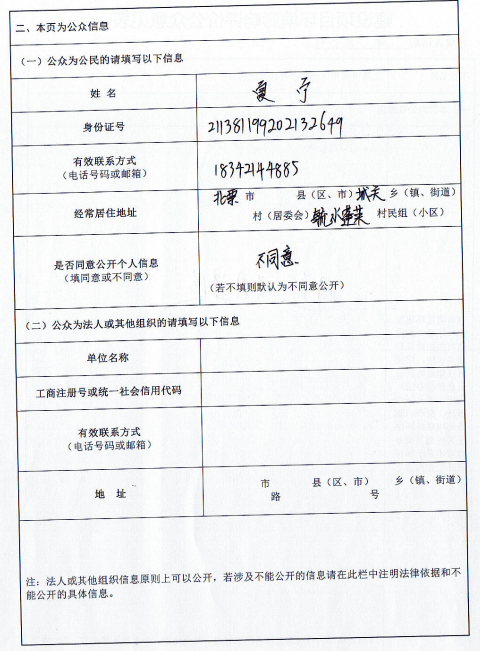 二、本页为公众信息
（一）公众为公民的请填写以下信息
姓 名
身份证号 211381199202132649
有效联系方式 18342144885
（电话号码或邮箱）
北票 市 县（区、市）城关 乡（镇、街道）
经常居住地址
村（居委会） 村民组（小区）
是否同意公开个人信息 不同意
（填同意或不同意） （若不填则默认为不同意公开）
（二）公众为法人或其他组织的请填写以下信息
单位名称
工商注册号或统一社会信用代码
有效联系方式
（电话号码或邮箱）
地 址 市 县（区、市） 乡（镇、街道）
路 号
注：法人或其他组织信息原则上可以公开，若涉及不能公开的信息请在此栏中注明法律依据和不
能公开的具体信息。